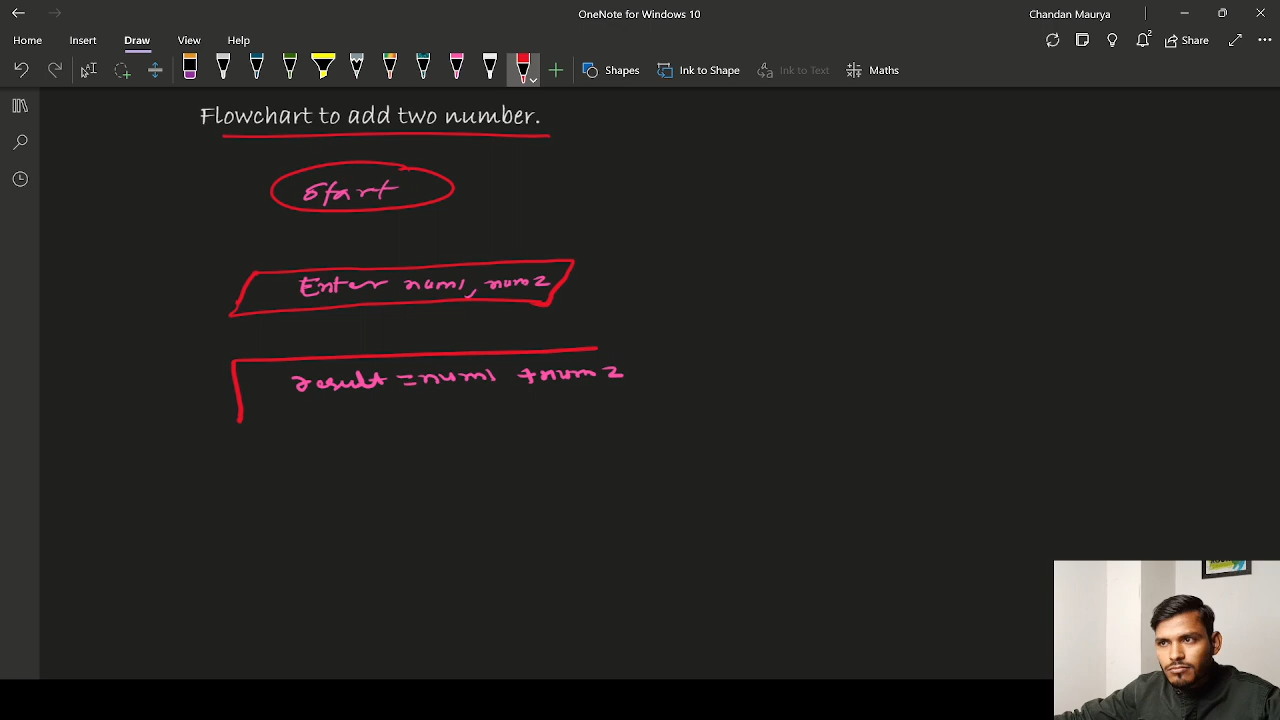 OneNote for Windows 10
Chandan Maurya
Home
Insert
Draw
View
Help
2
Share
Shapes
Ink to Shape
Ink to Text
Maths
Flowchart to add two number.
Start
Enter num1, num2
result = num1 + num2